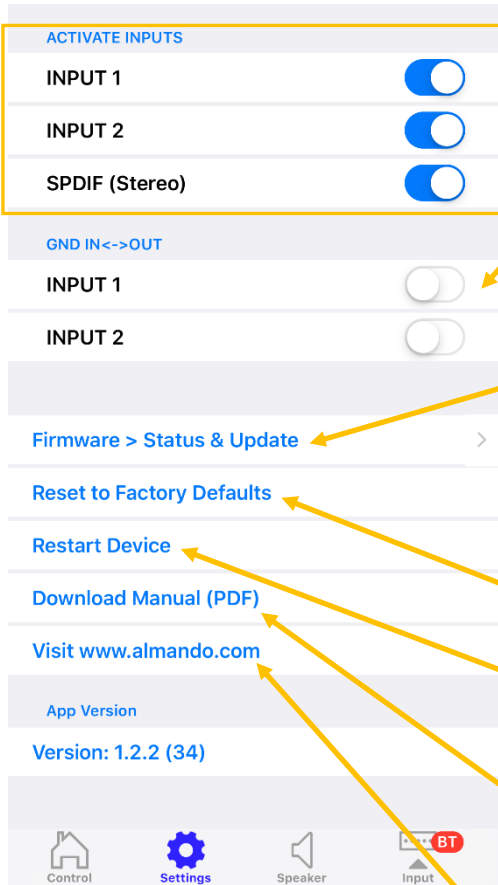 ACTIVATE INPUTS
INPUT 1
INPUT 2
SPDIF (Stereo)
GND IN<->OUT
INPUT 1
INPUT 2
Firmware > Status & Update
Reset to Factory Defaults
Restart Device
Download Manual (PDF)
Visit www.almando.com
App Version
Version: 1.2.2 (34)
BT
Control Settings Speaker Input